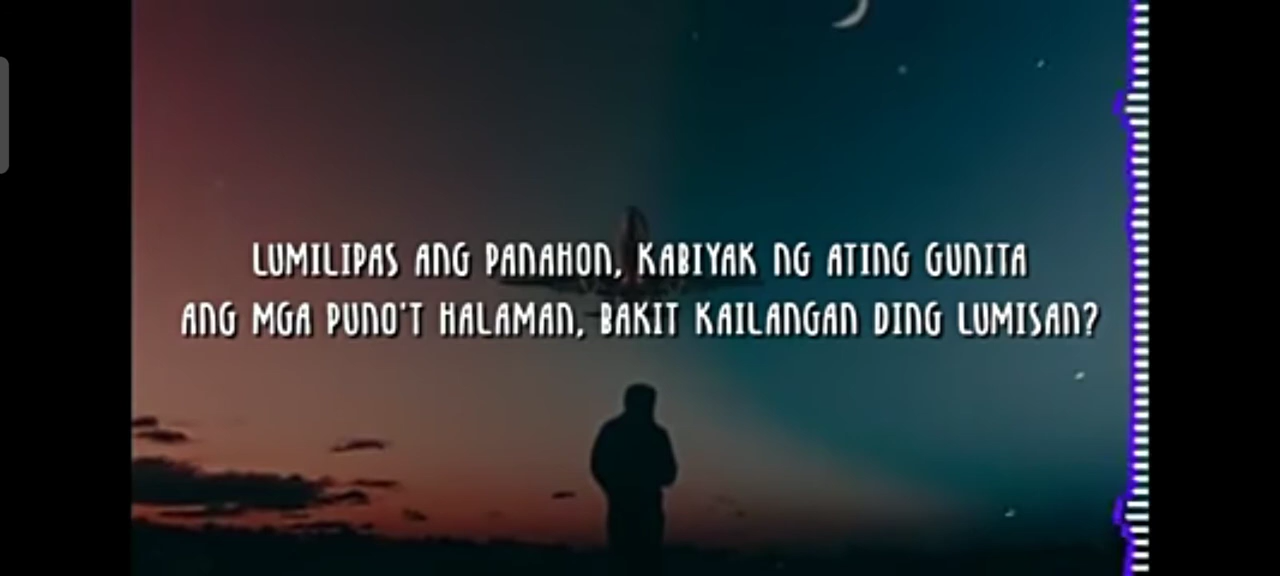 LUMILIPAS ANG PANAHON, KABIYAK NG ATING GUNITA
ANG MGA PUNO'T HALAMAN, BAKIT KAILANGAN DING LUMISAN?